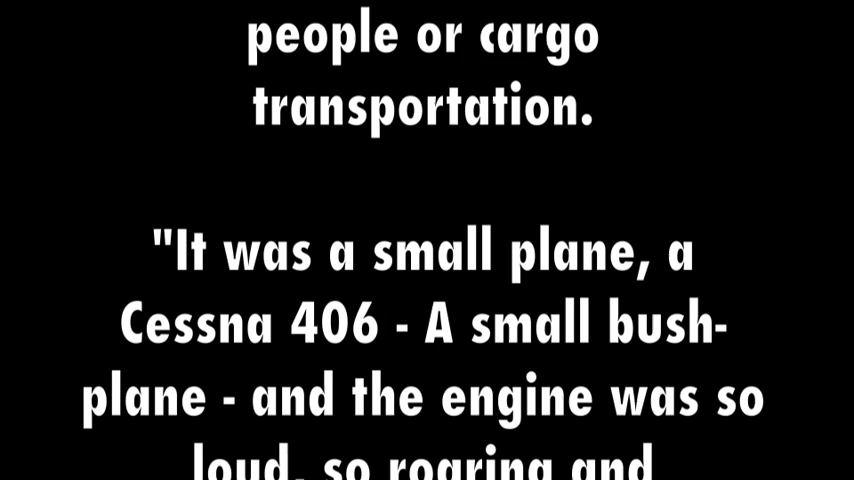 people or cargo
transportation.
"It was a small plane, a
Cessna 406 - A small bush-
plane - and the engine was so
loud, so roaring and